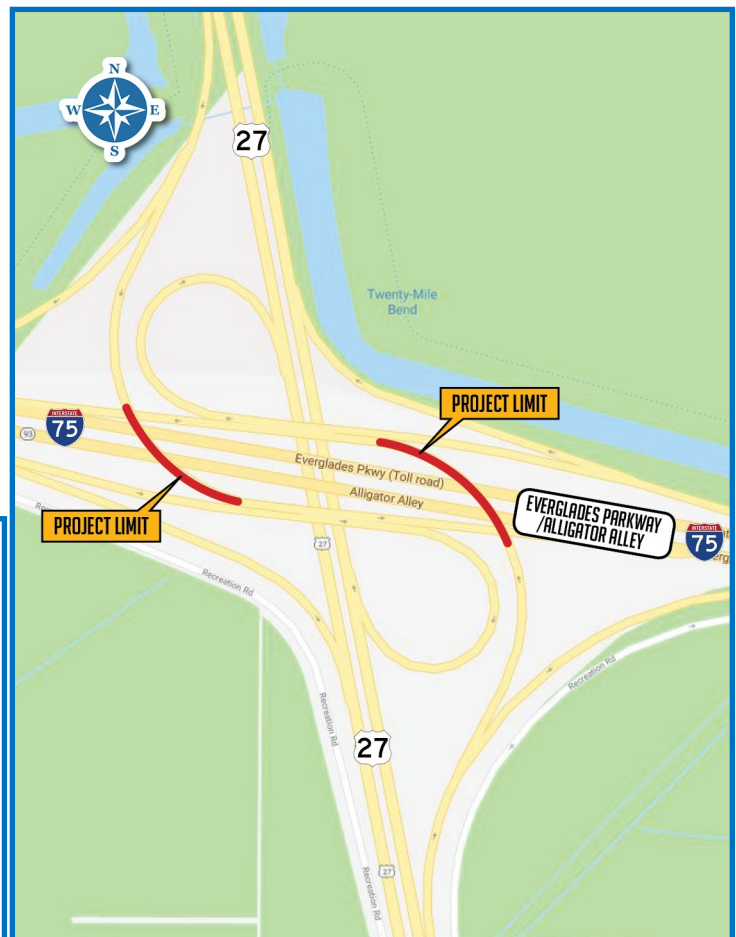 N
W E
S
27
Twenty-Mile
Bend
PROJECT LIMIT
INTERSTATE
75
93
Everglades Pkwy (Toll road)
Alligator Alley
EVERGLADES PARKWAY
/ALLIGATOR ALLEY
INTERSTATE
75
PROJECT LIMIT
27
Recreation Rd
Recreation Rd
Recreation Rd
27
27
Recreation Rd